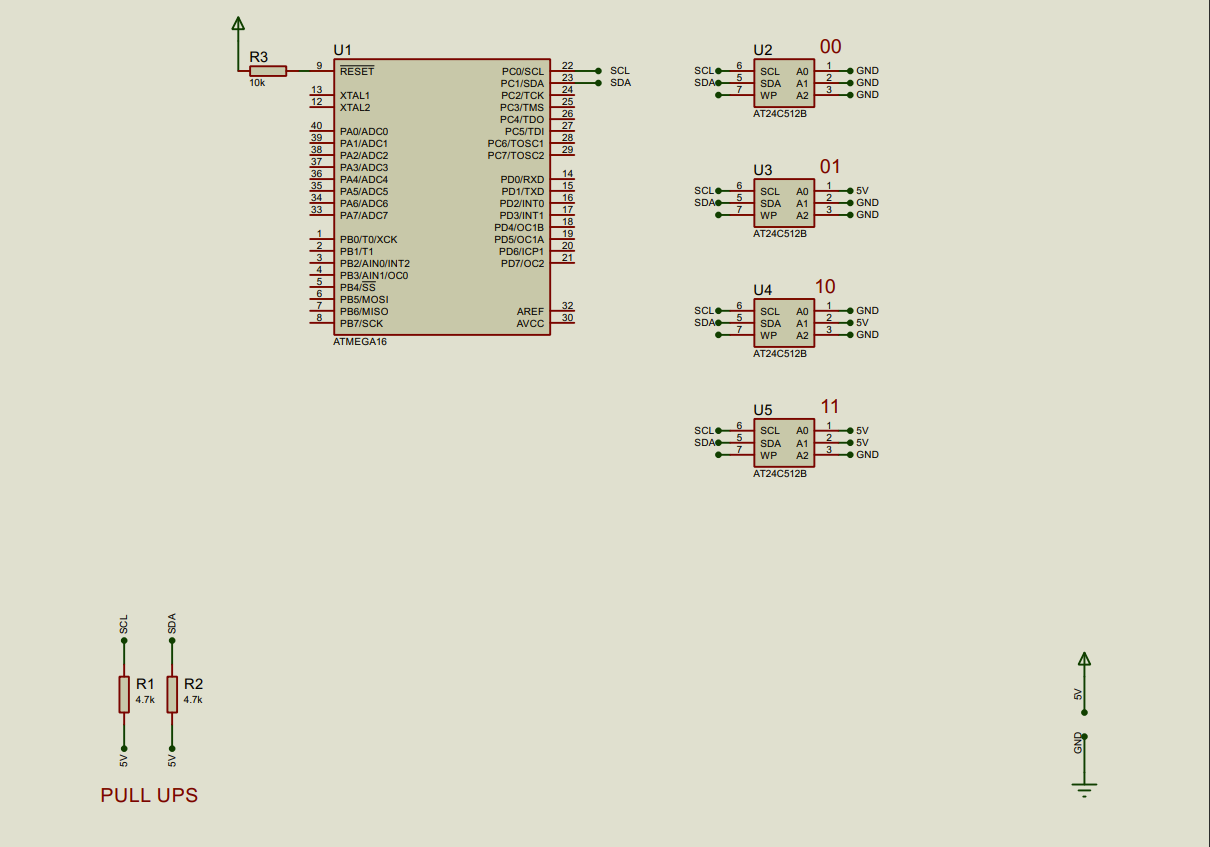 R3
10k
U1
9 RESET
13 XTAL1
12 XTAL2
40 PA0/ADC0
39 PA1/ADC1
38 PA2/ADC2
37 PA3/ADC3
36 PA4/ADC4
35 PA5/ADC5
34 PA6/ADC6
33 PA7/ADC7
1 PB0/T0/XCK
2 PB1/T1
3 PB2/AIN0/INT2
4 PB3/AIN1/OC0
5 PB4/SS
6 PB5/MOSI
7 PB6/MISO
8 PB7/SCK
PC0/SCL 22 SCL
PC1/SDA 23 SDA
PC2/TCK 24
PC3/TMS 25
PC4/TDO 26
PC5/TDI 27
PC6/TOSC1 28
PC7/TOSC2 29
PD0/RXD 14
PD1/TXD 15
PD2/INT0 16
PD3/INT1 17
PD4/OC1B 18
PD5/OC1A 19
PD6/ICP1 20
PD7/OC2 21
AREF 32
AVCC 30
ATMEGA16
U2 00
SCL 6 SCL A0 1 GND
SDA 5 SDA A1 2 GND
7 WP A2 3 GND
AT24C512B
U3 01
SCL 6 SCL A0 1 5V
SDA 5 SDA A1 2 GND
7 WP A2 3 GND
AT24C512B
U4 10
SCL 6 SCL A0 1 GND
SDA 5 SDA A1 2 5V
7 WP A2 3 GND
AT24C512B
U5 11
SCL 6 SCL A0 1 5V
SDA 5 SDA A1 2 5V
7 WP A2 3 GND
AT24C512B
SCL
R1
4.7k
5V
SDA
R2
4.7k
5V
PULL UPS
5V
GND